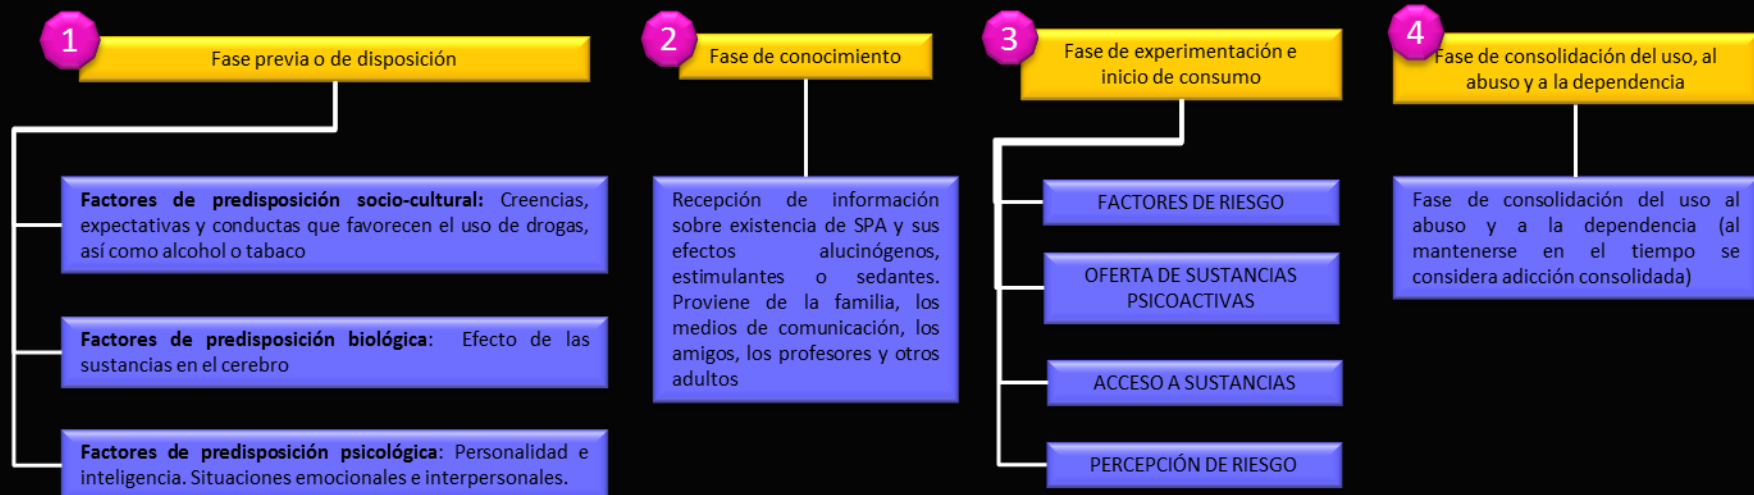 1
Fase previa o de disposición
Factores de predisposición socio-cultural: Creencias,
expectativas y conductas que favorecen el uso de drogas,
así como alcohol o tabaco
Factores de predisposición biológica: Efecto de las
sustancias en el cerebro
Factores de predisposición psicológica: Personalidad e
inteligencia. Situaciones emocionales e interpersonales.
2
Fase de conocimiento
Recepción de información
sobre existencia de SPA y sus
efectos alucinógenos,
estimulantes o sedantes.
Proviene de la familia, los
medios de comunicación, los
amigos, los profesores y otros
adultos
3
Fase de experimentación e
inicio de consumo
FACTORES DE RIESGO
OFERTA DE SUSTANCIAS
PSICOACTIVAS
ACCESO A SUSTANCIAS
PERCEPCIÓN DE RIESGO
4
Fase de consolidación del uso, al
abuso y a la dependencia
Fase de consolidación del uso al
abuso y a la dependencia (al
mantenerse en el tiempo se
considera adicción consolidada)